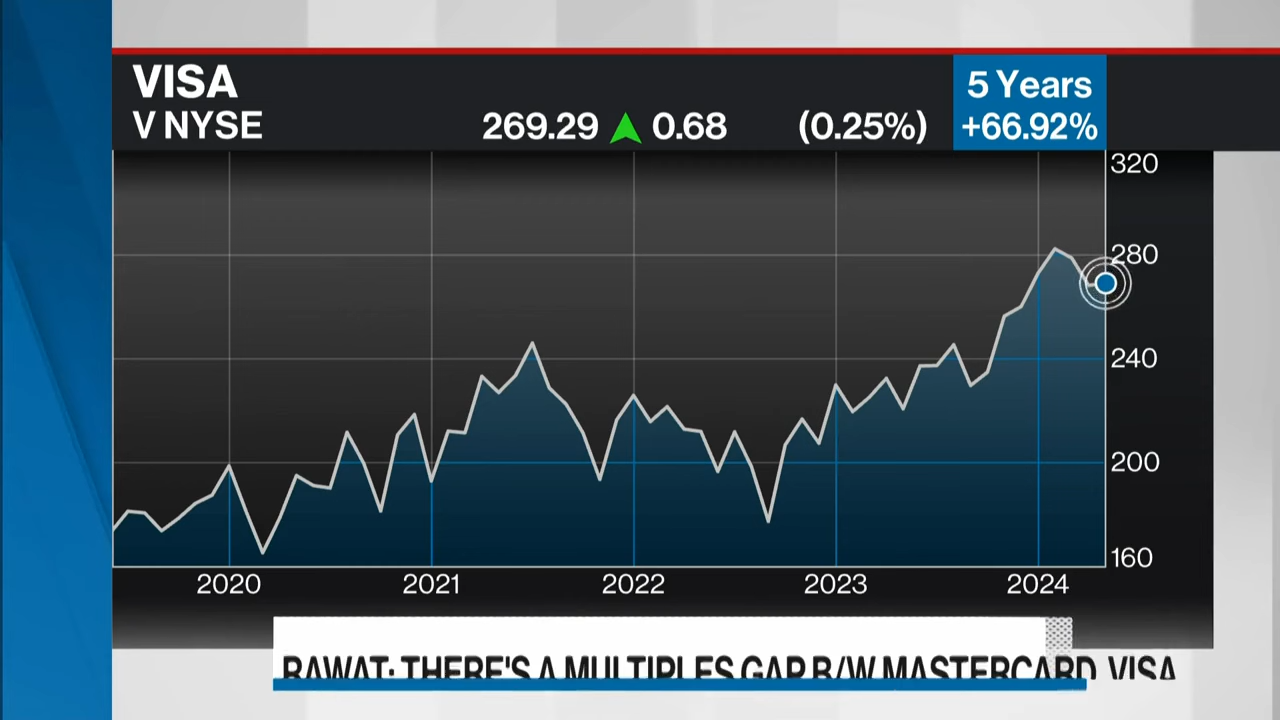 VISA
V NYSE
269.29 ▲ 0.68 (0.25%)
5 Years
+66.92%
320
280
240
200
160
2020 2021 2022 2023 2024
RAWAT: THERE'S A MULTIPLES GAP B/W MASTERCARD, VISA